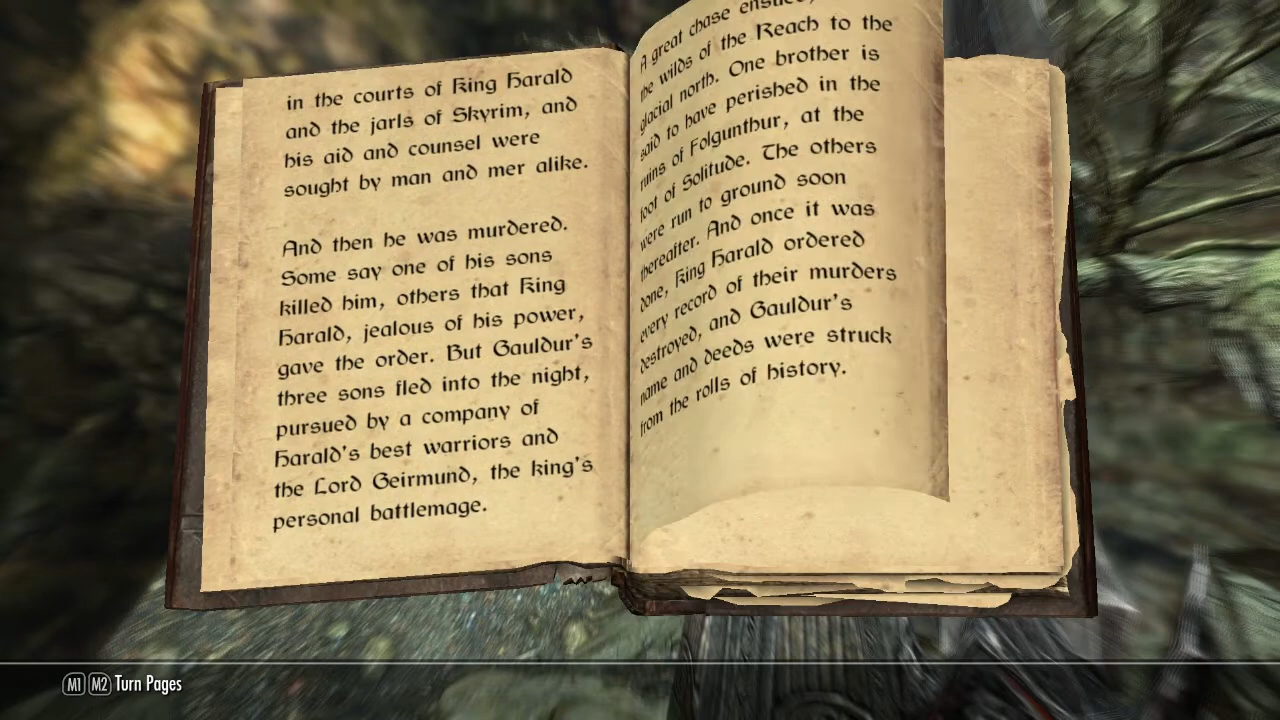 in the courts of King Harald
and the jarls of Skyrim, and
his aid and counsel were
sought by man and mer alike.
And then he was murdered.
Some say one of his sons
killed him, others that King
Harald, jealous of his power,
gave the order. But Gauldur's
three sons fled into the night,
pursued by a company of
Harald's best warriors and
the Lord Geirmund, the king's
personal battlemage.
A great chase ensued,
the wilds of the Reach to the
glacial north. One brother is
said to have perished in the
ruins of Folgunthur, at the
foot of Solitude. The others
were run to ground soon
thereafter. And once it was
done, King Harald ordered
every record of their murders
destroyed, and Gauldur's
name and deeds were struck
from the rolls of history.
M1 M2 Turn Pages